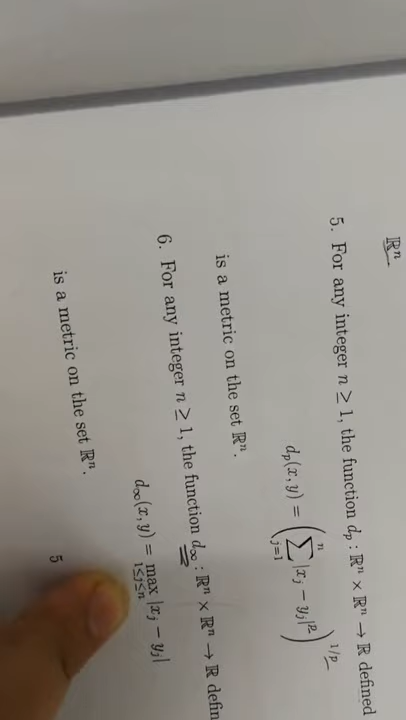 ℝⁿ
5. For any integer n ≥ 1, the function d_p : ℝⁿ × ℝⁿ → ℝ defined
d_p(x, y) = (∑_{j=1}^{n} |x_j − y_j|^p)^{1/p}
is a metric on the set ℝⁿ.
6. For any integer n ≥ 1, the function d_∞ : ℝⁿ × ℝⁿ → ℝ defin
d_∞(x, y) = max_{1≤j≤n} |x_j − y_j|
is a metric on the set ℝⁿ.
5